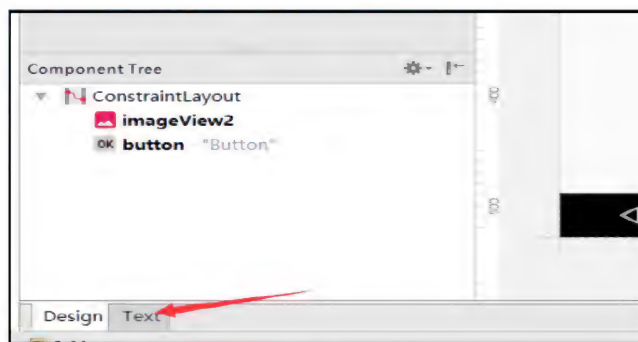 Component Tree
ConstraintLayout
imageView2
OK button "Button"
Design Text